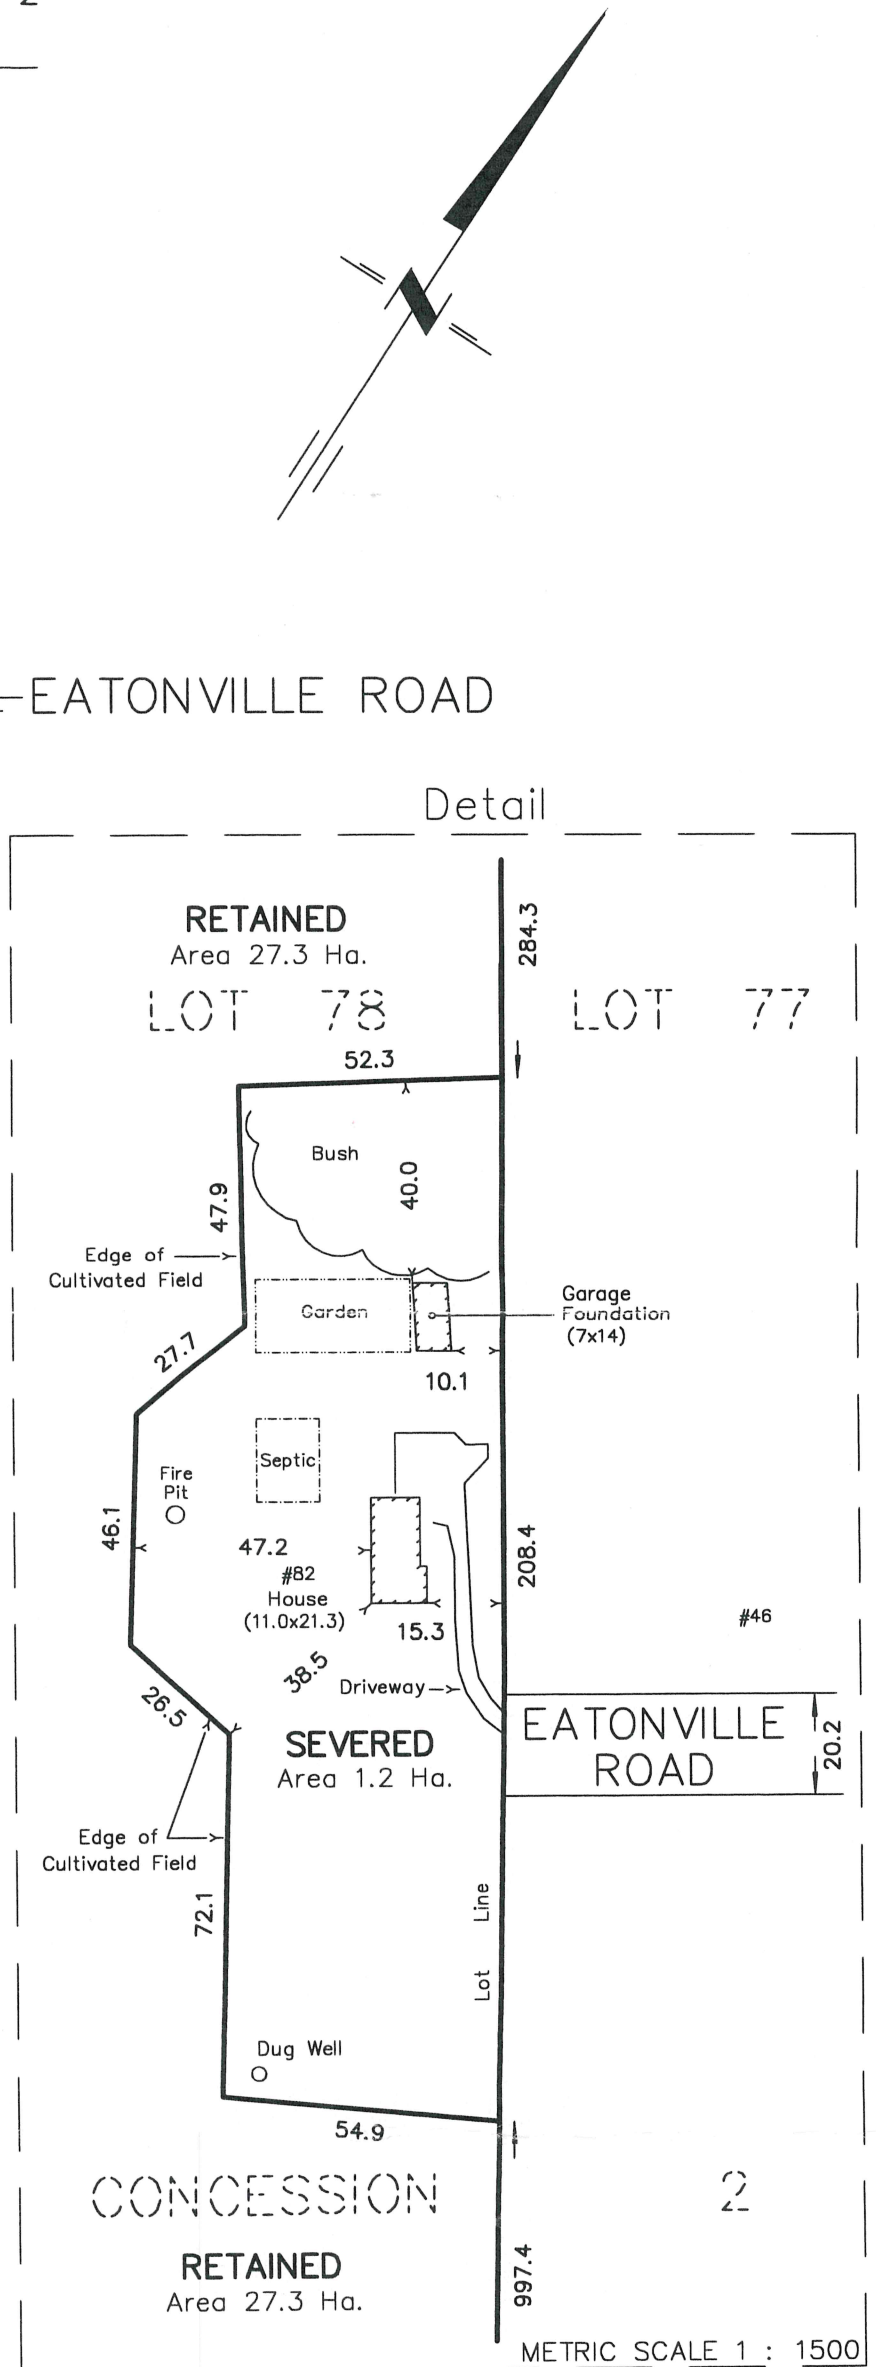 2
N
EATONVILLE ROAD
Detail
RETAINED
Area 27.3 Ha.
284.3
LOT 78
LOT 77
52.3
Bush
40.0
47.9
Edge of
Cultivated Field
Garden
Garage
Foundation
(7x14)
27.7
10.1
Septic
Fire
Pit
46.1
47.2
#82
House
(11.0x21.3)
208.4
15.3
#46
38.5
Driveway
26.5
SEVERED
Area 1.2 Ha.
EATONVILLE
ROAD
20.2
Edge of
Cultivated Field
72.1
Lot Line
Dug Well
54.9
CONCESSION 2
RETAINED
Area 27.3 Ha.
997.4
METRIC SCALE 1 : 1500